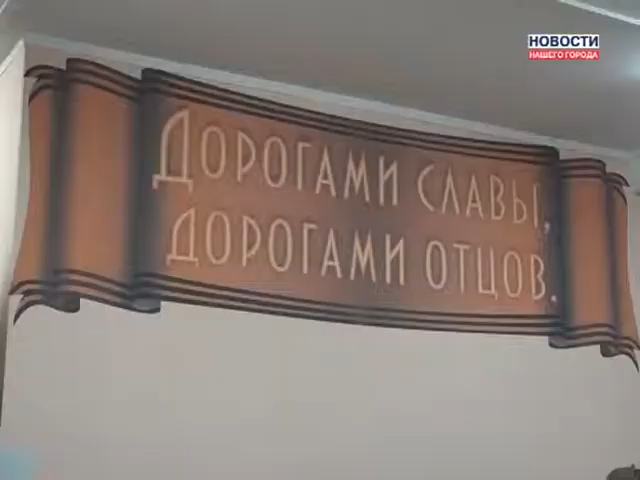 НОВОСТИ
НАШЕГО ГОРОДА
ДОРОГАМИ СЛАВЫ,
ДОРОГАМИ ОТЦОВ.